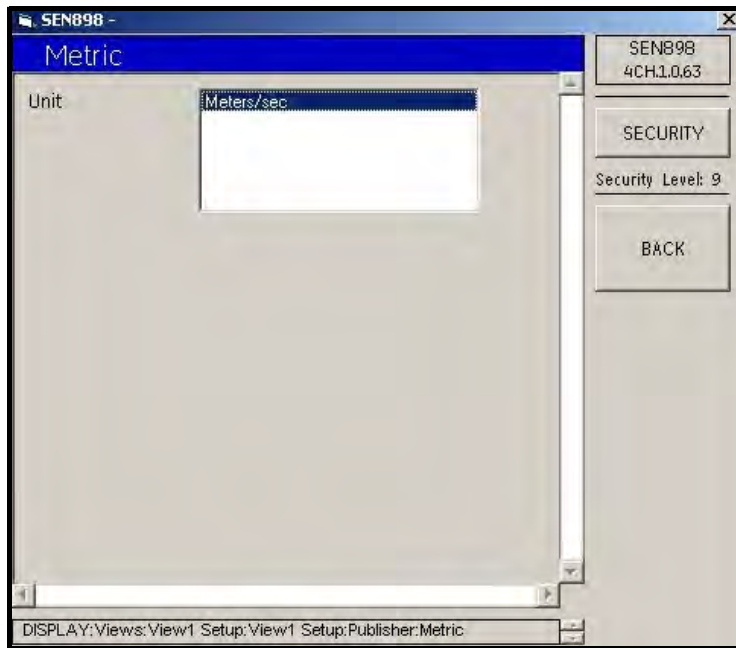 SEN898 -
Metric
Unit
Meters/sec
SEN898
4CH.1.0.63
SECURITY
Security Level: 9
BACK
DISPLAY:Views:View1 Setup:View1 Setup:Publisher:Metric